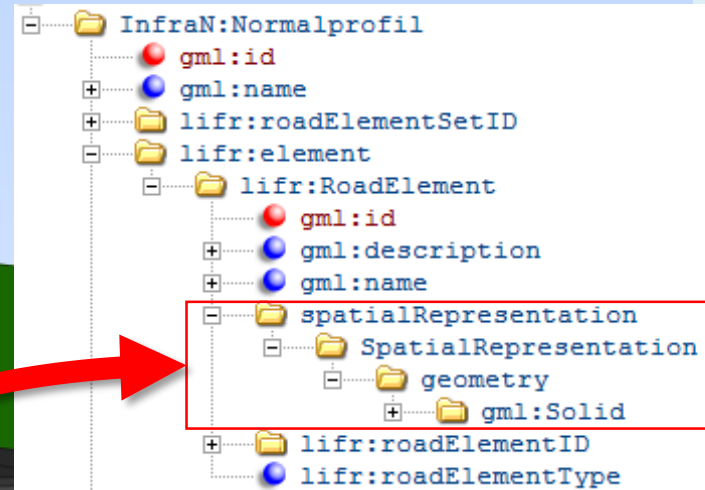 InfraN:Normalprofil
gml:id
gml:name
lifr:roadElementSetID
lifr:element
lifr:RoadElement
gml:id
gml:description
gml:name
spatialRepresentation
SpatialRepresentation
geometry
gml:Solid
lifr:roadElementID
lifr:roadElementType